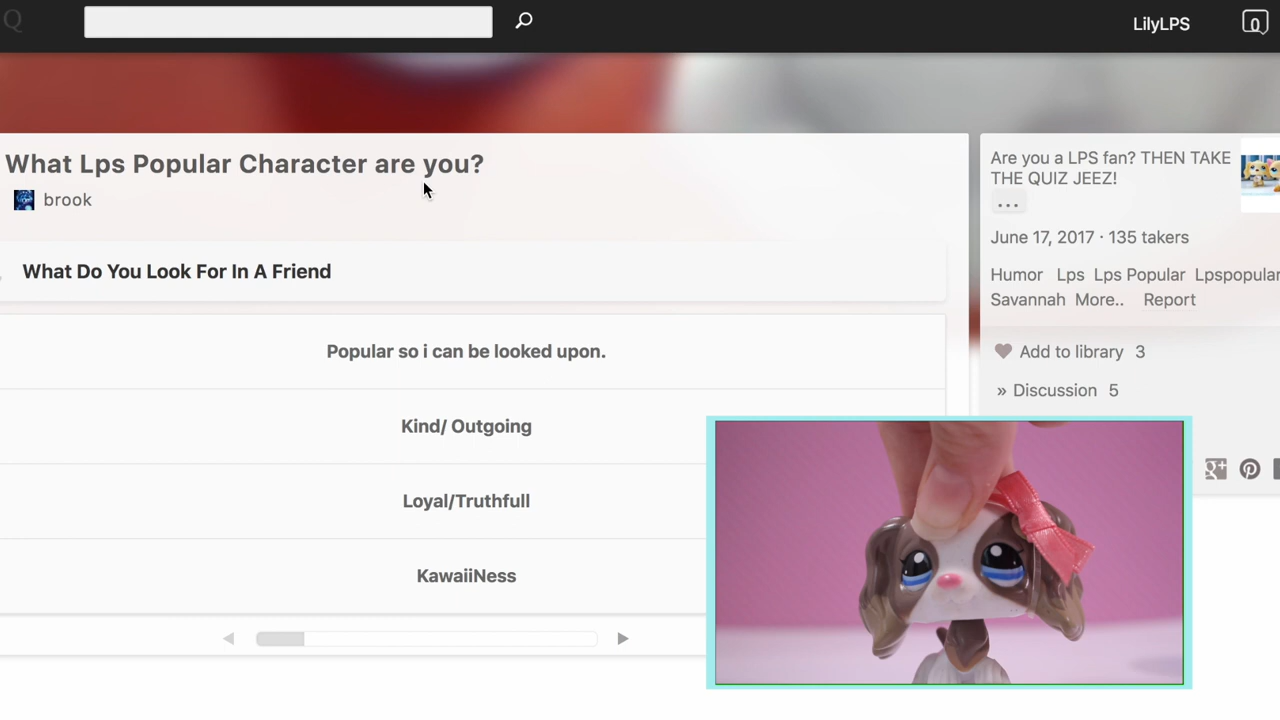 Q
LilyLPS
0
What Lps Popular Character are you?
brook
What Do You Look For In A Friend
Popular so i can be looked upon.
Kind/ Outgoing
Loyal/Truthfull
KawaiiNess
Are you a LPS fan? THEN TAKE
THE QUIZ JEEZ!
...
June 17, 2017 · 135 takers
Humor Lps Lps Popular Lpspopular
Savannah More.. Report
Add to library 3
» Discussion 5
g+